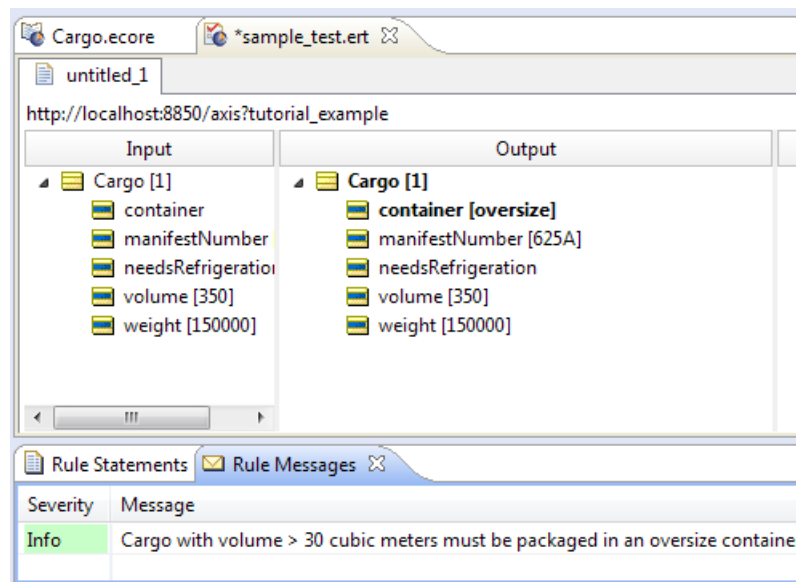 Cargo.ecore *sample_test.ert
untitled_1
http://localhost:8850/axis?tutorial_example
Input Output
Cargo [1] Cargo [1]
container container [oversize]
manifestNumber manifestNumber [625A]
needsRefrigeration needsRefrigeration
volume [350] volume [350]
weight [150000] weight [150000]
Rule Statements Rule Messages
Severity Message
Info Cargo with volume > 30 cubic meters must be packaged in an oversize containe